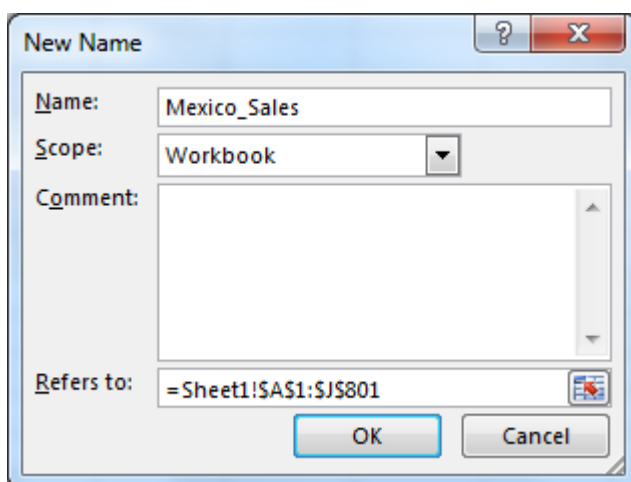 New Name
Name: Mexico_Sales
Scope: Workbook
Comment:
Refers to: =Sheet1!$A$1:$J$801
OK Cancel